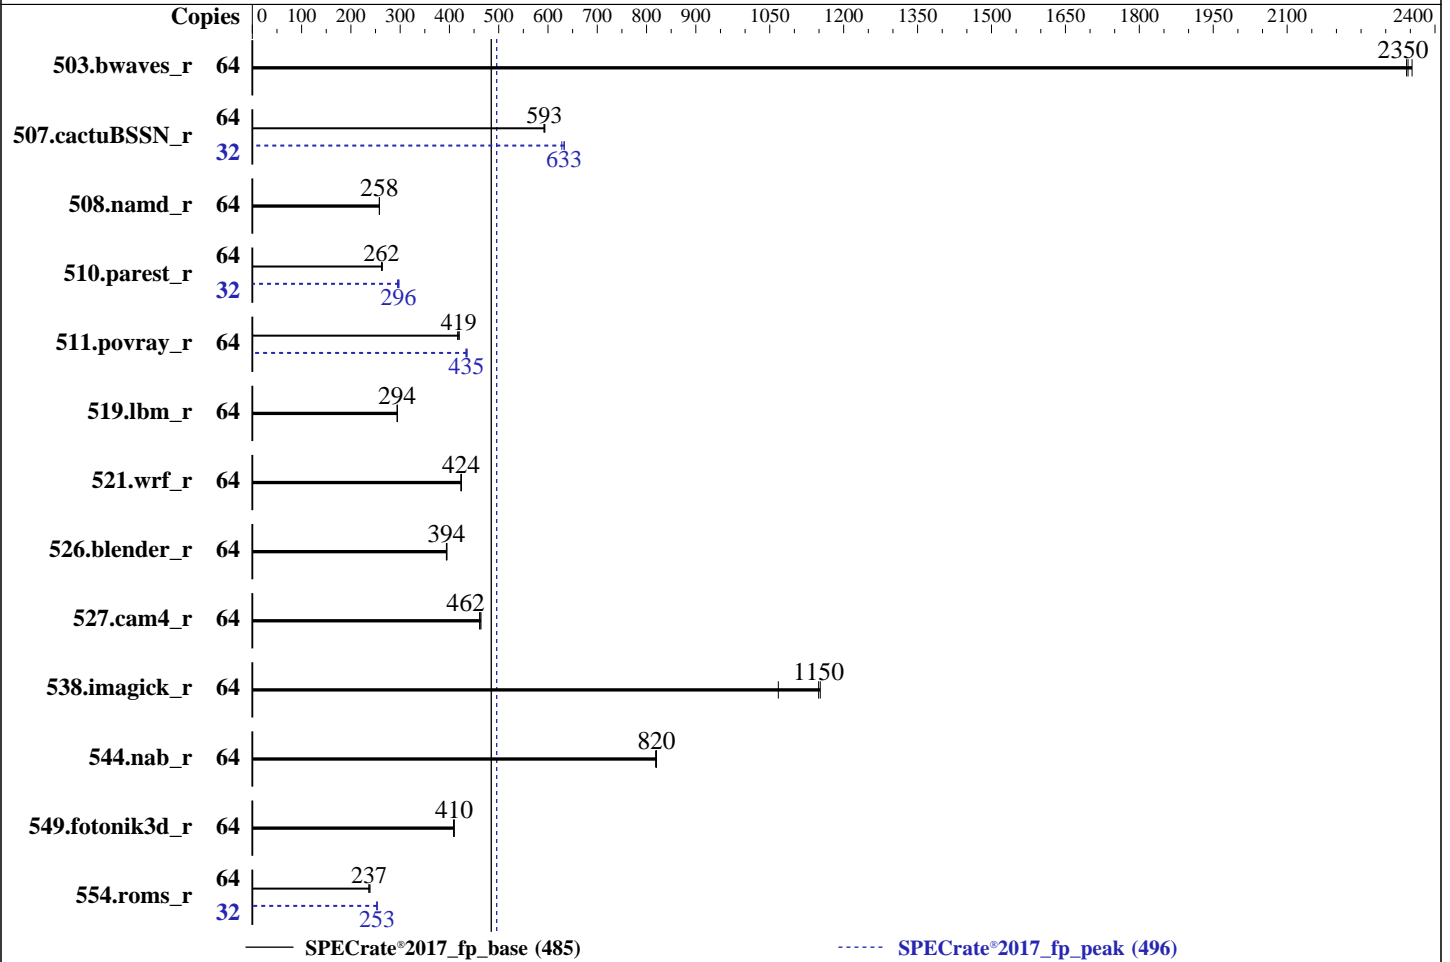 Copies 0 100 200 300 400 500 600 700 800 900 1050 1200 1350 1500 1650 1800 1950 2100 2400
503.bwaves_r 64 2350
507.cactuBSSN_r 64 593
32 633
508.namd_r 64 258
510.parest_r 64 262
32 296
511.povray_r 64 419
435
519.lbm_r 64 294
521.wrf_r 64 424
526.blender_r 64 394
527.cam4_r 64 462
538.imagick_r 64 1150
544.nab_r 64 820
549.fotonik3d_r 64 410
554.roms_r 64 237
32 253
SPECrate®2017_fp_base (485) SPECrate®2017_fp_peak (496)